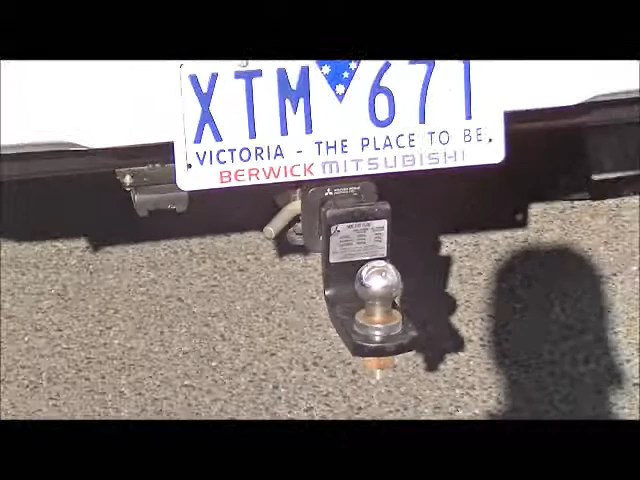 XTM 671
VICTORIA - THE PLACE TO BE
BERWICK MITSUBISHI